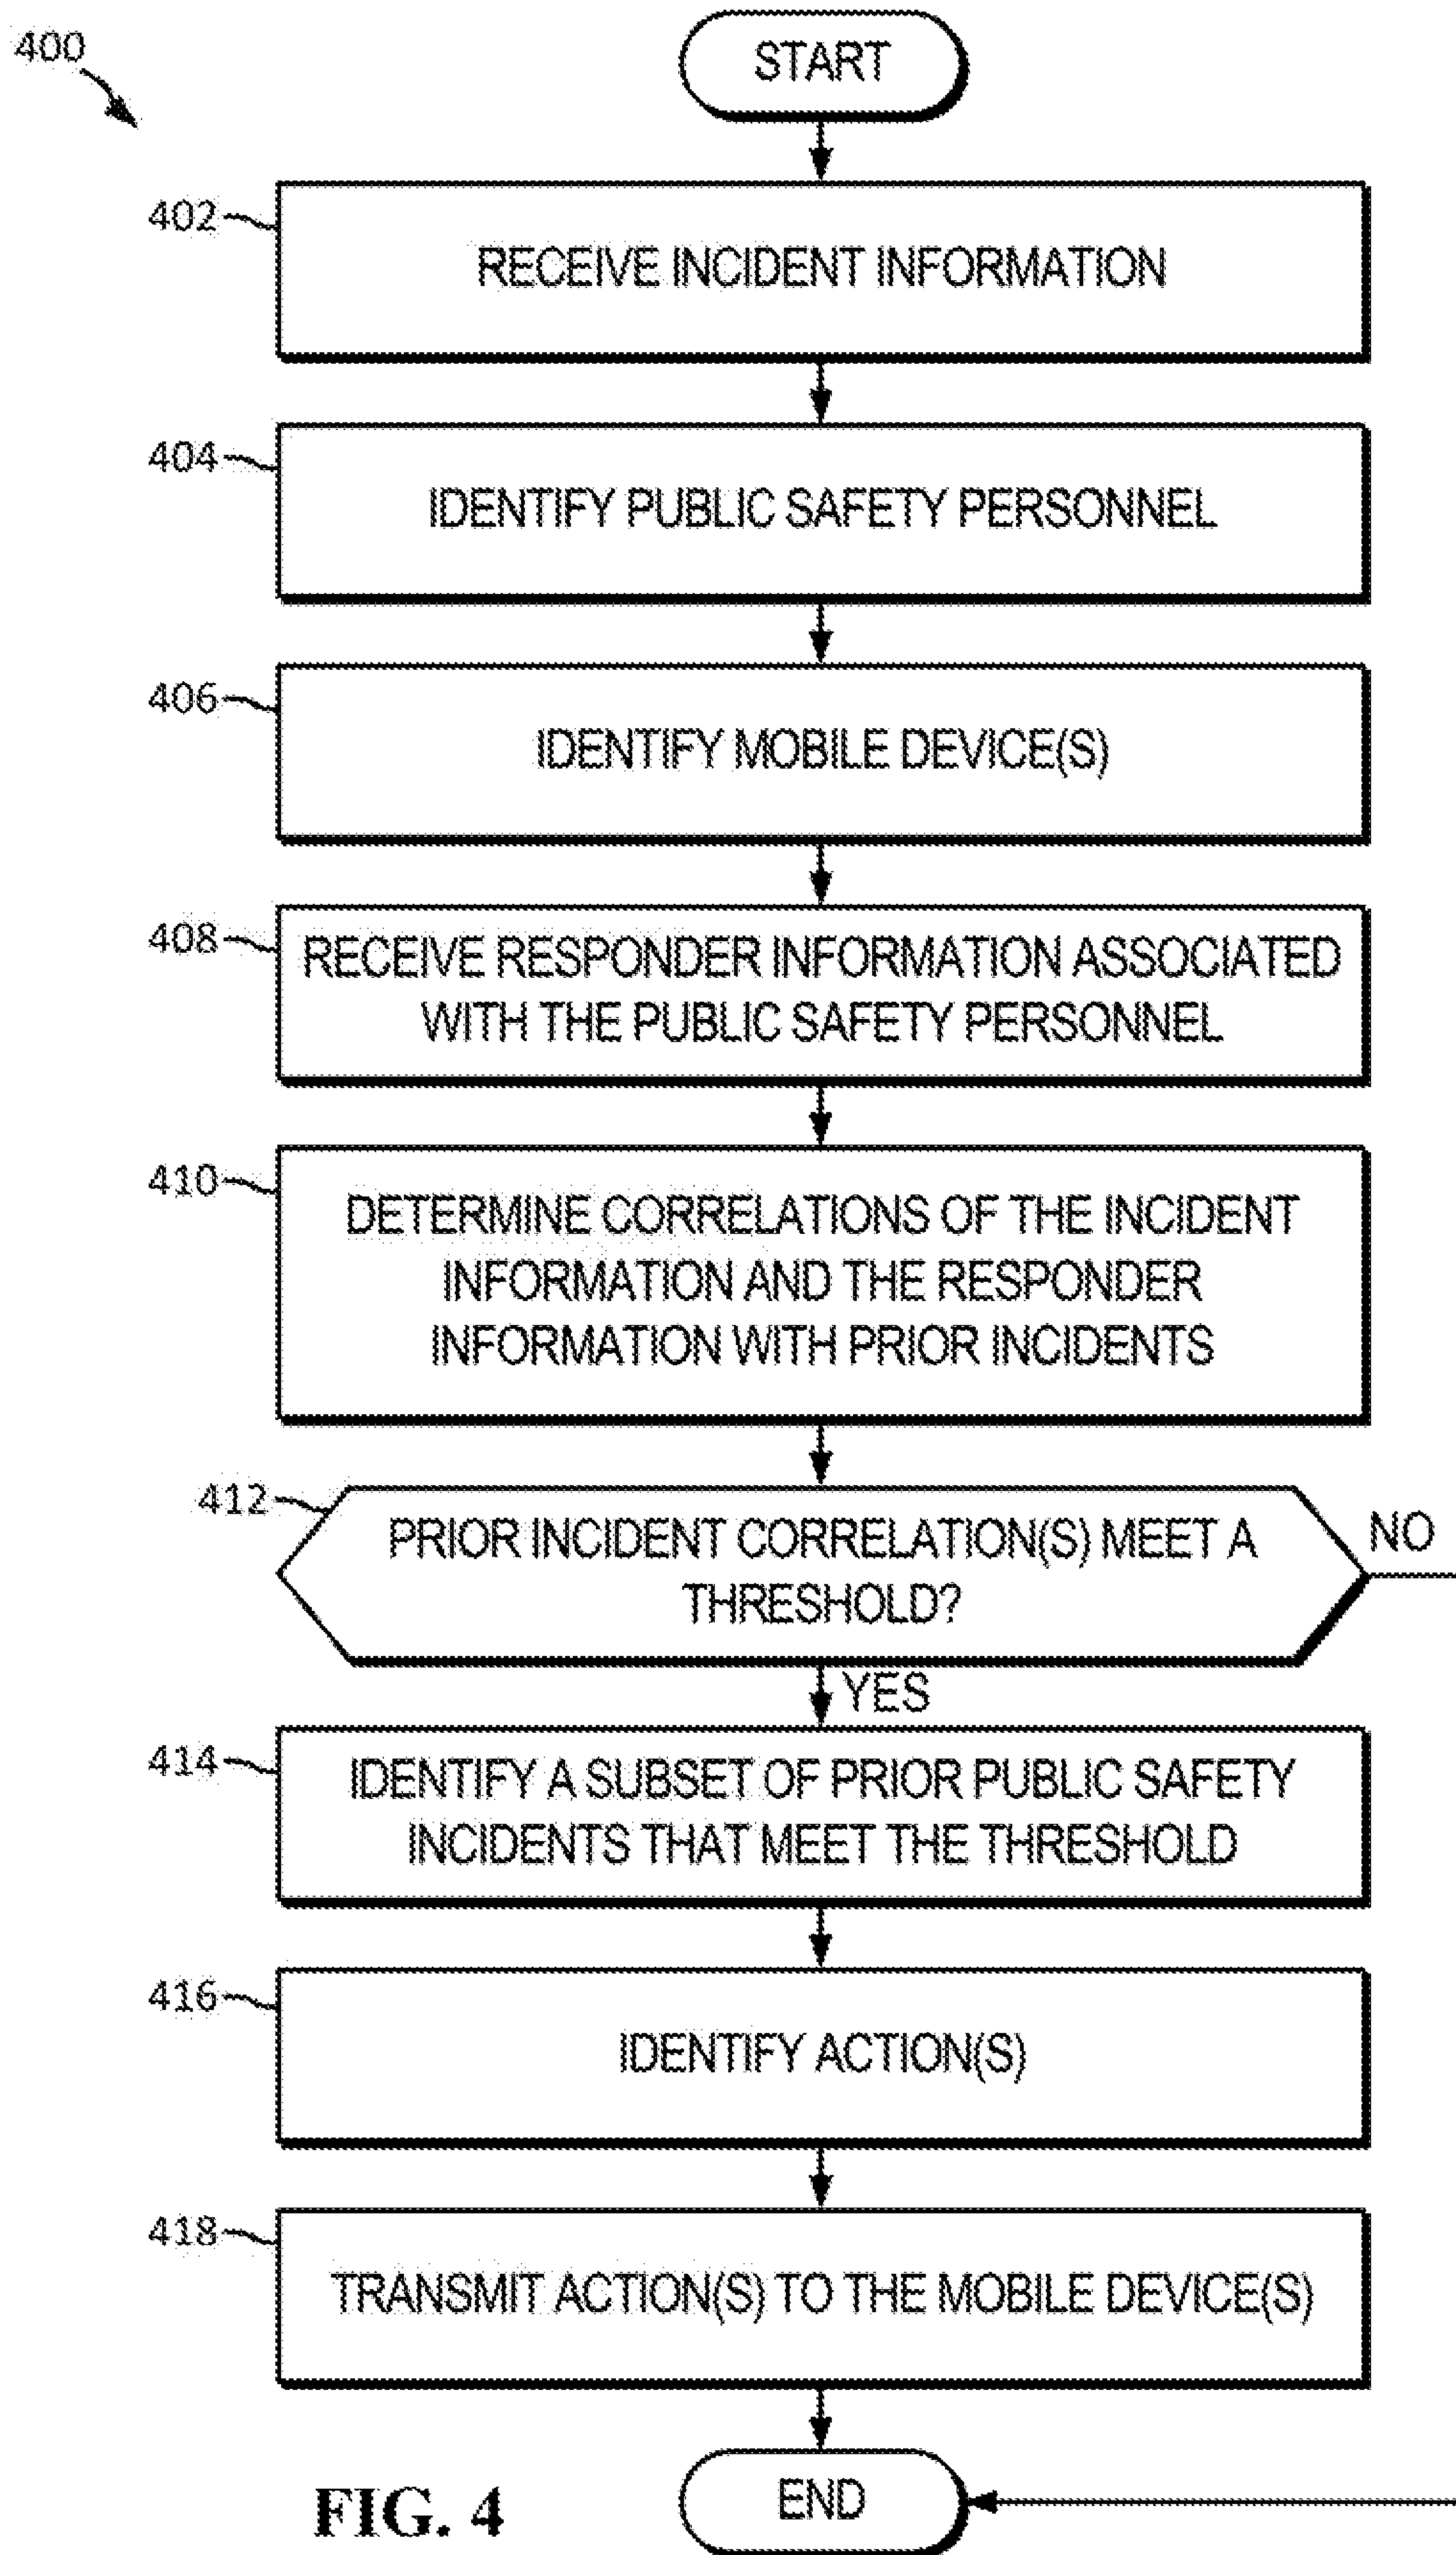 400
START
402
RECEIVE INCIDENT INFORMATION
404
IDENTIFY PUBLIC SAFETY PERSONNEL
406
IDENTIFY MOBILE DEVICE(S)
408
RECEIVE RESPONDER INFORMATION ASSOCIATED
WITH THE PUBLIC SAFETY PERSONNEL
410
DETERMINE CORRELATIONS OF THE INCIDENT
INFORMATION AND THE RESPONDER
INFORMATION WITH PRIOR INCIDENTS
412
PRIOR INCIDENT CORRELATION(S) MEET A
THRESHOLD?
NO
YES
414
IDENTIFY A SUBSET OF PRIOR PUBLIC SAFETY
INCIDENTS THAT MEET THE THRESHOLD
416
IDENTIFY ACTION(S)
418
TRANSMIT ACTION(S) TO THE MOBILE DEVICE(S)
END
FIG. 4